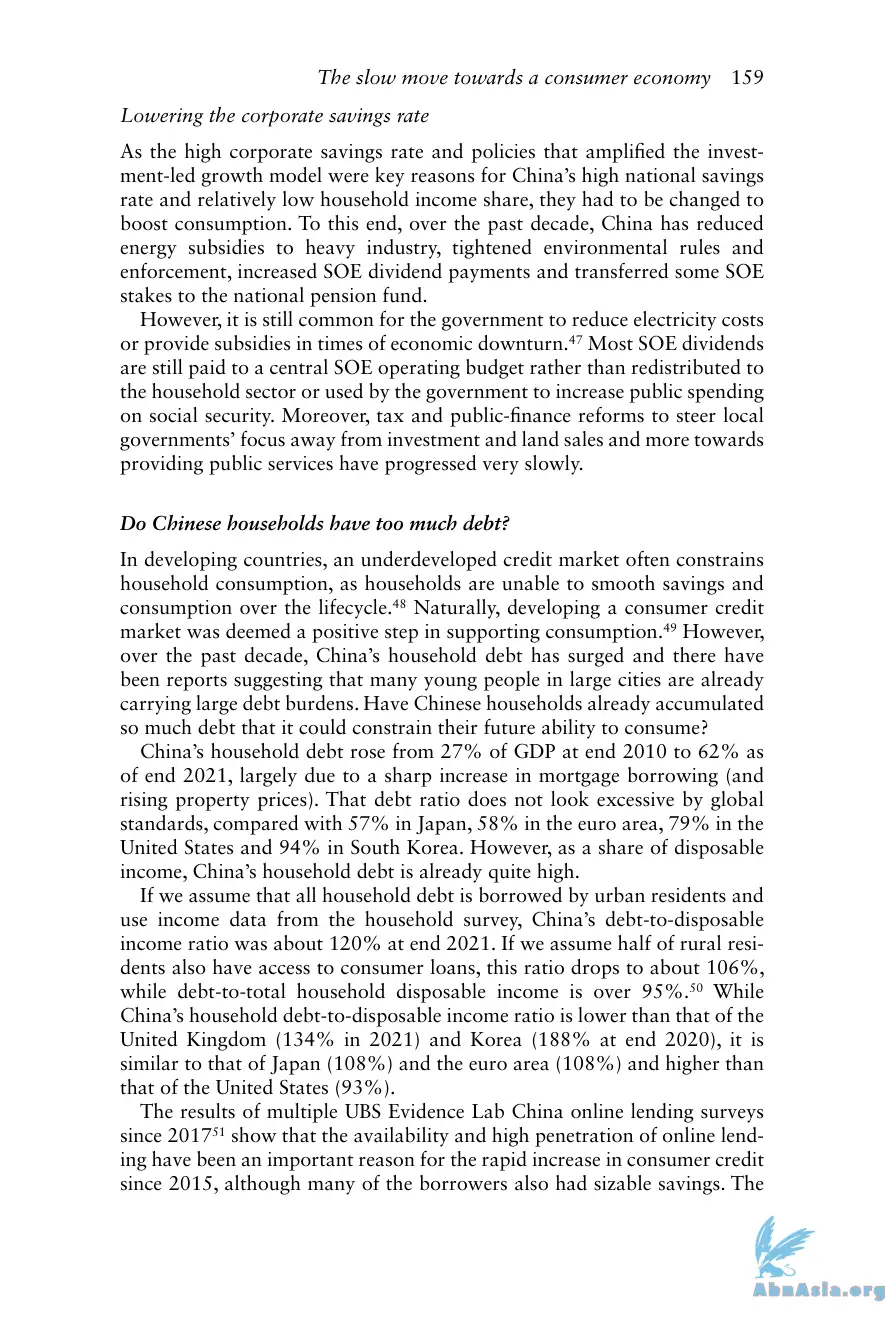 The slow move towards a consumer economy 159
Lowering the corporate savings rate
As the high corporate savings rate and policies that amplified the invest-
ment-led growth model were key reasons for China’s high national savings
rate and relatively low household income share, they had to be changed to
boost consumption. To this end, over the past decade, China has reduced
energy subsidies to heavy industry, tightened environmental rules and
enforcement, increased SOE dividend payments and transferred some SOE
stakes to the national pension fund.
However, it is still common for the government to reduce electricity costs
or provide subsidies in times of economic downturn.⁴⁷ Most SOE dividends
are still paid to a central SOE operating budget rather than redistributed to
the household sector or used by the government to increase public spending
on social security. Moreover, tax and public-finance reforms to steer local
governments’ focus away from investment and land sales and more towards
providing public services have progressed very slowly.
Do Chinese households have too much debt?
In developing countries, an underdeveloped credit market often constrains
household consumption, as households are unable to smooth savings and
consumption over the lifecycle.⁴⁸ Naturally, developing a consumer credit
market was deemed a positive step in supporting consumption.⁴⁹ However,
over the past decade, China’s household debt has surged and there have
been reports suggesting that many young people in large cities are already
carrying large debt burdens. Have Chinese households already accumulated
so much debt that it could constrain their future ability to consume?
China’s household debt rose from 27% of GDP at end 2010 to 62% as
of end 2021, largely due to a sharp increase in mortgage borrowing (and
rising property prices). That debt ratio does not look excessive by global
standards, compared with 57% in Japan, 58% in the euro area, 79% in the
United States and 94% in South Korea. However, as a share of disposable
income, China’s household debt is already quite high.
If we assume that all household debt is borrowed by urban residents and
use income data from the household survey, China’s debt-to-disposable
income ratio was about 120% at end 2021. If we assume half of rural resi-
dents also have access to consumer loans, this ratio drops to about 106%,
while debt-to-total household disposable income is over 95%.⁵⁰ While
China’s household debt-to-disposable income ratio is lower than that of the
United Kingdom (134% in 2021) and Korea (188% at end 2020), it is
similar to that of Japan (108%) and the euro area (108%) and higher than
that of the United States (93%).
The results of multiple UBS Evidence Lab China online lending surveys
since 2017⁵¹ show that the availability and high penetration of online lend-
ing have been an important reason for the rapid increase in consumer credit
since 2015, although many of the borrowers also had sizable savings. The
AbnAsia.org